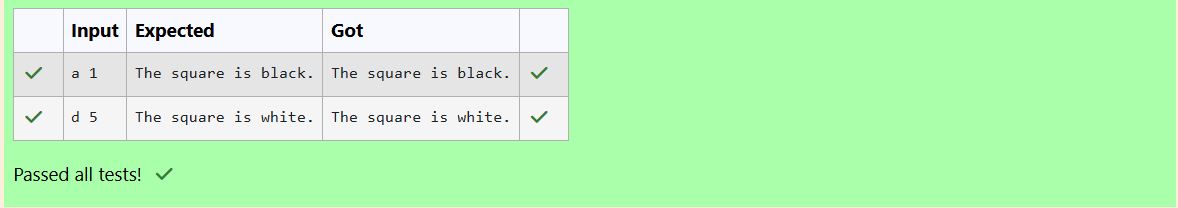 Input Expected Got
a 1 The square is black. The square is black.
d 5 The square is white. The square is white.
Passed all tests!